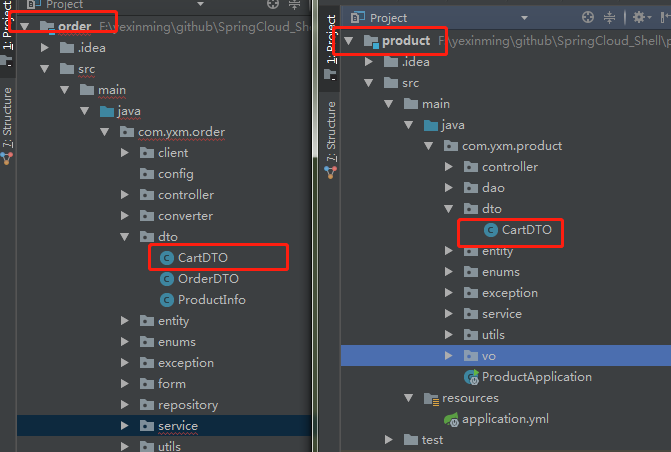 Project
order F:\yexinming\github\SpringCloud_Shell
.idea
src
main
java
com.yxm.order
client
config
controller
converter
dto
CartDTO
OrderDTO
ProductInfo
entity
enums
exception
form
repository
service
utils
1: Project
7: Structure
Project
product F:\yexinming\github\SpringCloud_Shell\p
.idea
src
main
java
com.yxm.product
controller
dao
dto
CartDTO
entity
enums
exception
service
utils
vo
ProductApplication
resources
application.yml
test
1: Project
7: Structure